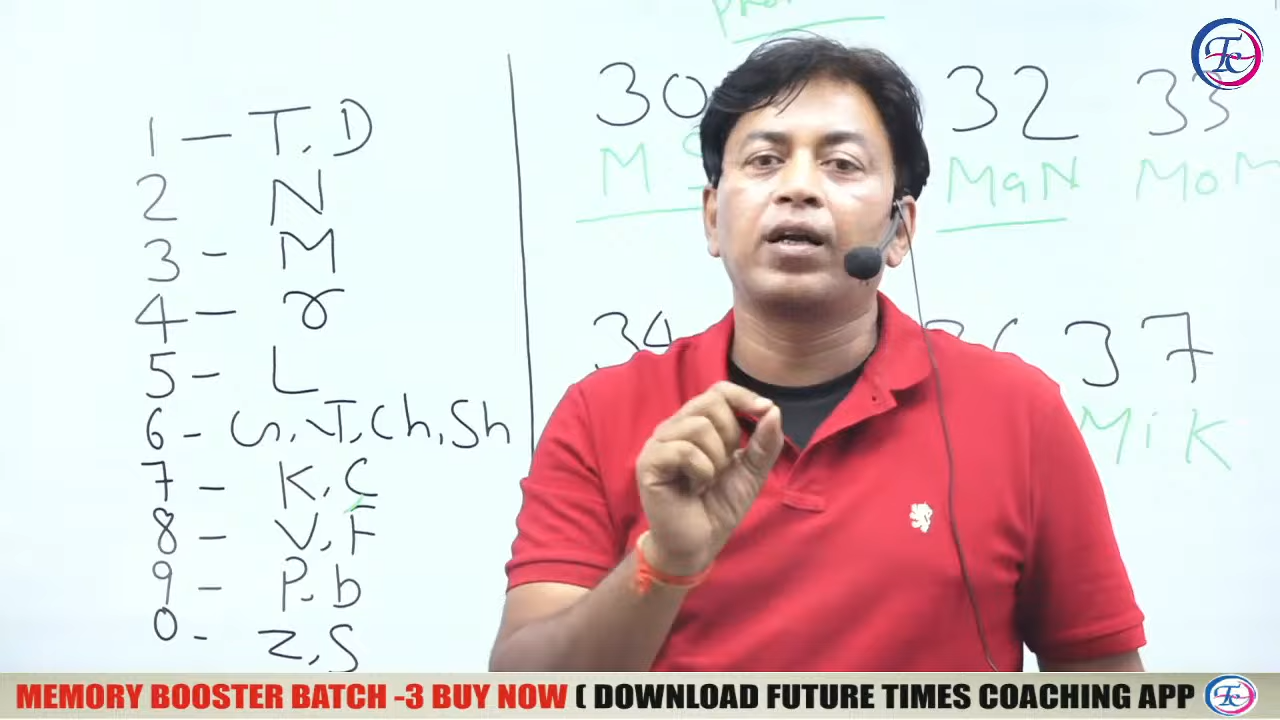 1 - T, D
2 N
3 - M
4 - r
5 - L
6 - G, J, Ch, Sh
7 - K, C
8 - V, F
9 - P, b
0 - Z, S
30 32 33
M S MaN MoM
34 37
MiK
MEMORY BOOSTER BATCH -3 BUY NOW ( DOWNLOAD FUTURE TIMES COACHING APP